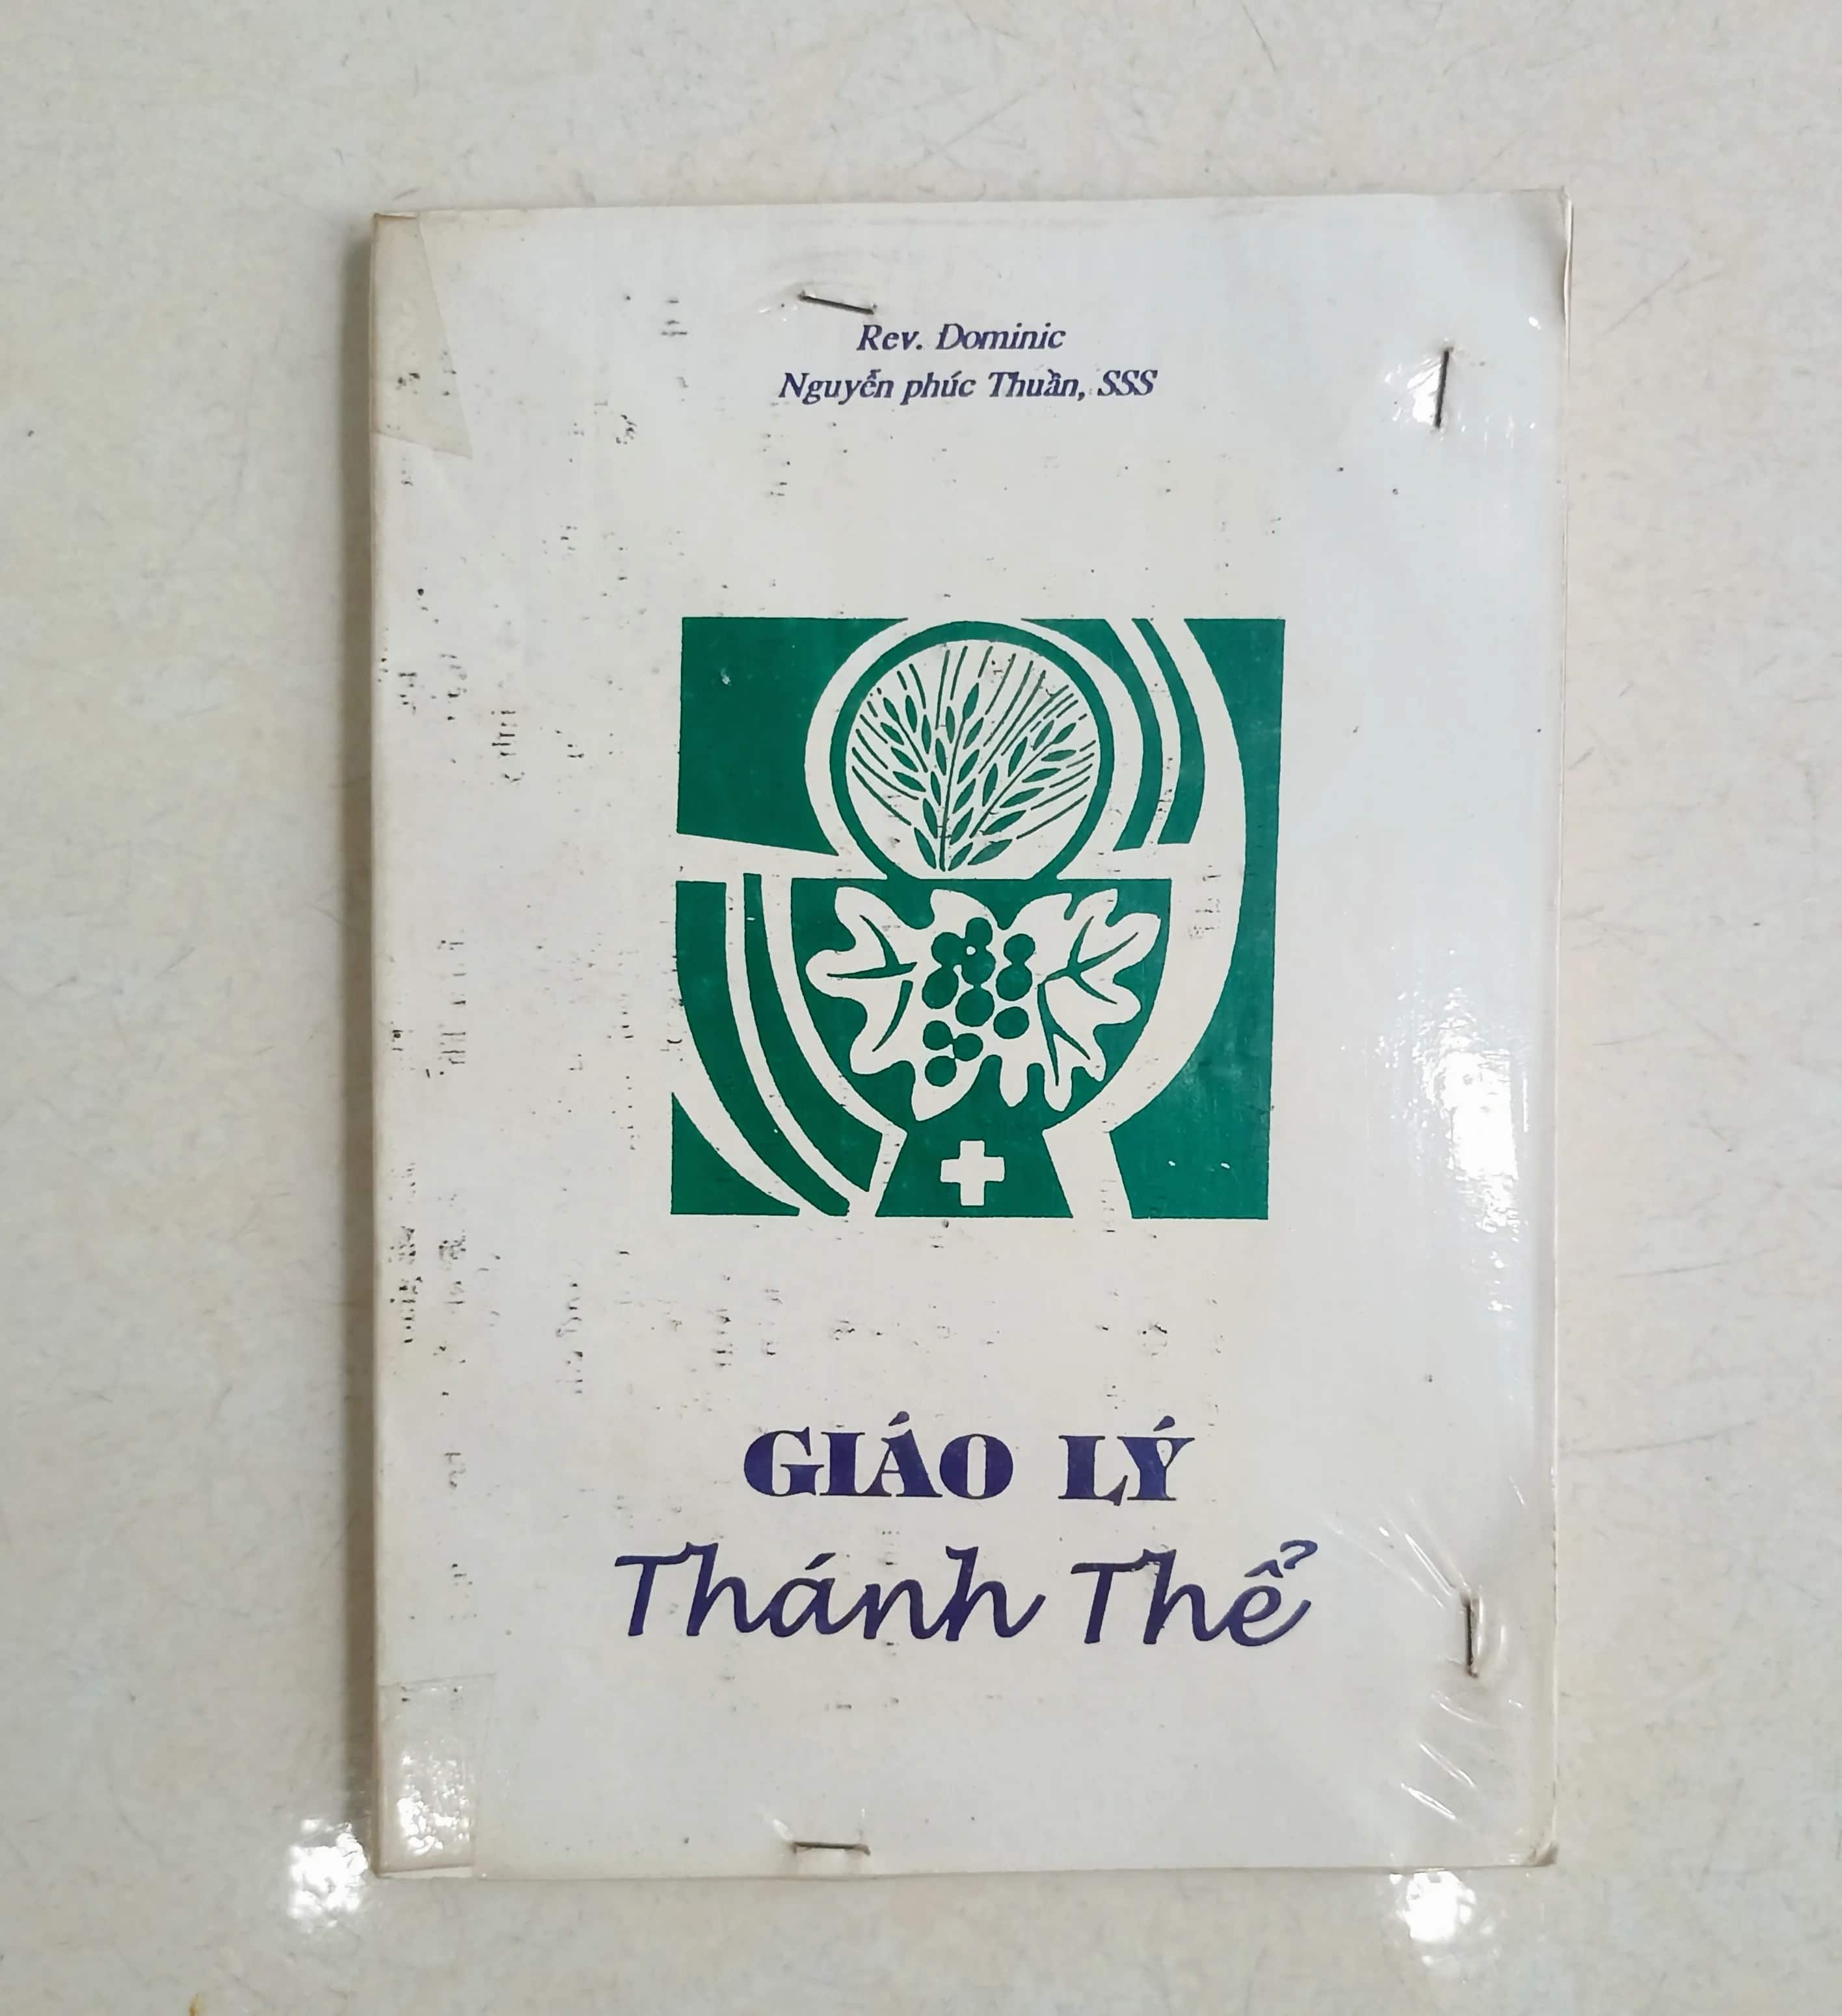 Rev. Dominic
Nguyễn phúc Thuần, SSS
GIÁO LÝ
Thánh Thể